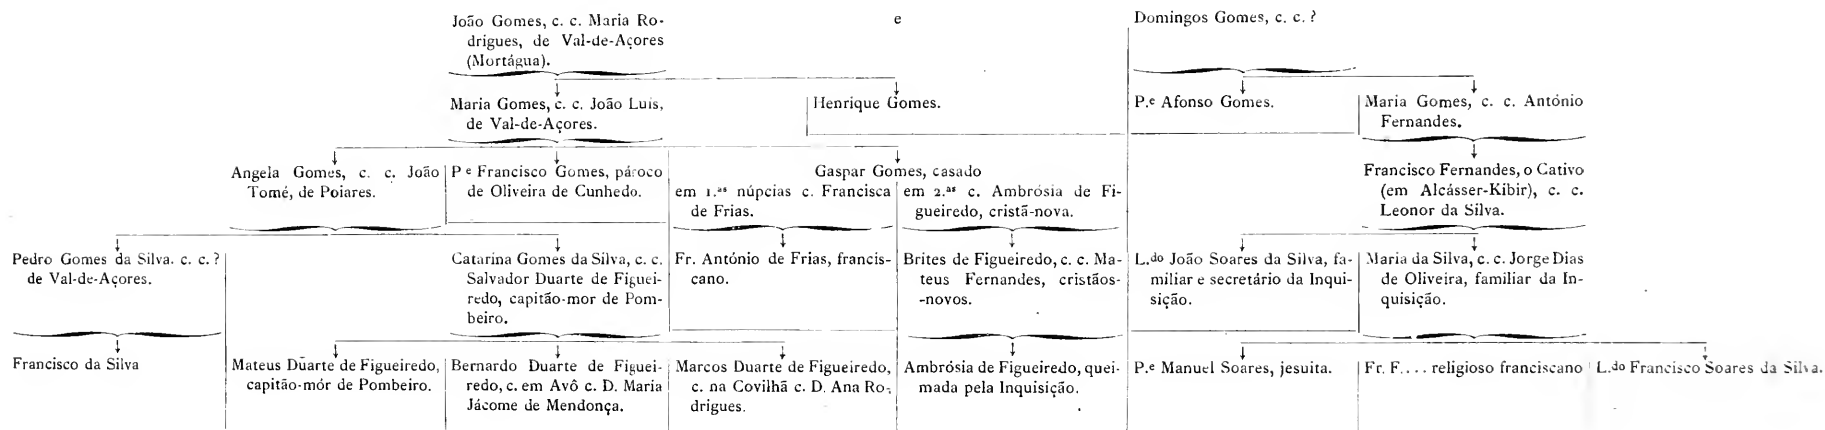 João Gomes, c. c. Maria Ro-
drigues, de Val-de-Açores
(Mortágua).
e
Domingos Gomes, c. c. ?
Maria Gomes, c. c. João Luis,
de Val-de-Açores.
Henrique Gomes.
P.e Afonso Gomes.
Maria Gomes, c. c. António
Fernandes.
Angela Gomes, c. c. João
Tomé, de Poiares.
P e Francisco Gomes, pároco
de Oliveira de Cunhedo.
Gaspar Gomes, casado
em 1.as núpcias c. Francisca
de Frias.
em 2.as c. Ambrósia de Fi-
gueiredo, cristã-nova.
Francisco Fernandes, o Cativo
(em Alcásser-Kibir), c. c.
Leonor da Silva.
Pedro Gomes da Silva. c. c. ?
de Val-de-Açores.
Catarina Gomes da Silva, c. c.
Salvador Duarte de Figuei-
redo, capitão-mor de Pom-
beiro.
Fr. António de Frias, francis-
cano.
Brites de Figueiredo, c. c. Ma-
teus Fernandes, cristãos-
-novos.
L.do João Soares da Silva, fa-
miliar e secretário da Inqui-
sição.
Maria da Silva, c. c. Jorge Dias
de Oliveira, familiar da In-
quisição.
Francisco da Silva
Mateus Duarte de Figueiredo,
capitão-mór de Pombeiro.
Bernardo Duarte de Figuei-
redo, c. em Avô c. D. Maria
Jácome de Mendonça.
Marcos Duarte de Figueiredo,
c. na Covilhã c. D. Ana Ro-
drigues.
Ambrósia de Figueiredo, quei-
mada pela Inquisição.
P.e Manuel Soares, jesuita.
Fr. F.... religioso franciscano
L.do Francisco Soares da Silva.